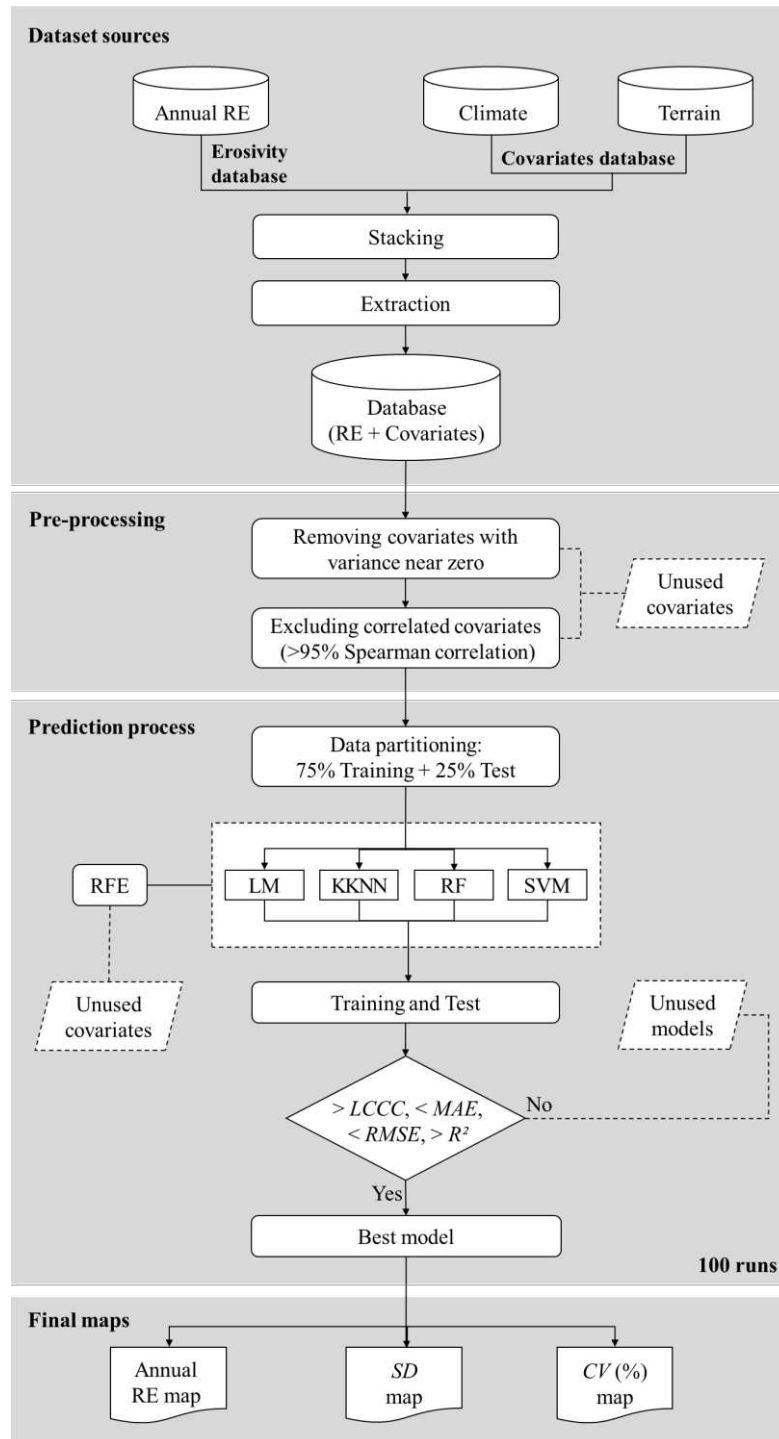 Dataset sources
Annual RE
Climate
Terrain
Erosivity
database
Covariates database
Stacking
Extraction
Database
(RE + Covariates)
Pre-processing
Removing covariates with
variance near zero
Unused
covariates
Excluding correlated covariates
(>95% Spearman correlation)
Prediction process
Data partitioning:
75% Training + 25% Test
RFE
LM
KKNN
RF
SVM
Unused
covariates
Training and Test
Unused
models
> LCCC, < MAE,
< RMSE, > R²
No
Yes
Best model
100 runs
Final maps
Annual
RE map
SD
map
CV (%)
map